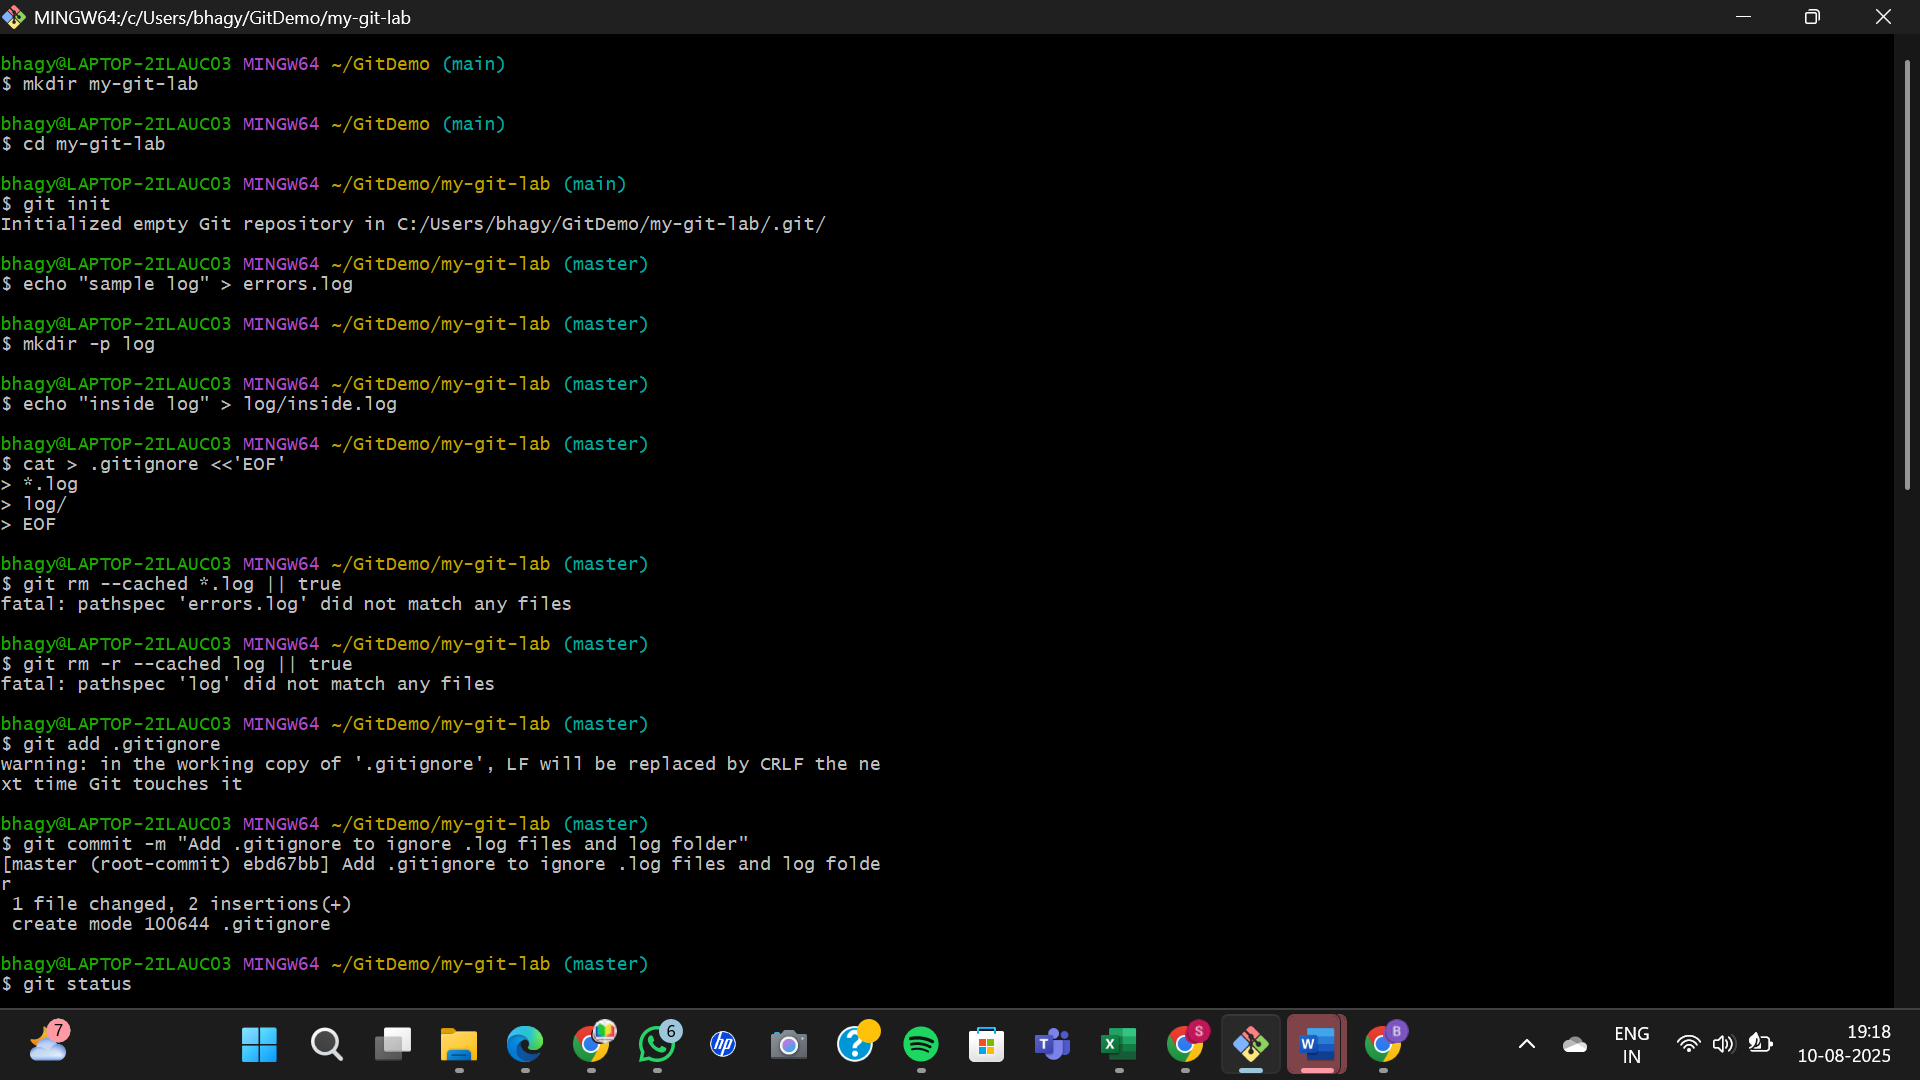 MINGW64:/c/Users/bhagy/GitDemo/my-git-lab
bhagy@LAPTOP-2ILAUC03 MINGW64 ~/GitDemo (main)
$ mkdir my-git-lab
bhagy@LAPTOP-2ILAUC03 MINGW64 ~/GitDemo (main)
$ cd my-git-lab
bhagy@LAPTOP-2ILAUC03 MINGW64 ~/GitDemo/my-git-lab (main)
$ git init
Initialized empty Git repository in C:/Users/bhagy/GitDemo/my-git-lab/.git/
bhagy@LAPTOP-2ILAUC03 MINGW64 ~/GitDemo/my-git-lab (master)
$ echo "sample log" > errors.log
bhagy@LAPTOP-2ILAUC03 MINGW64 ~/GitDemo/my-git-lab (master)
$ mkdir -p log
bhagy@LAPTOP-2ILAUC03 MINGW64 ~/GitDemo/my-git-lab (master)
$ echo "inside log" > log/inside.log
bhagy@LAPTOP-2ILAUC03 MINGW64 ~/GitDemo/my-git-lab (master)
$ cat > .gitignore <<'EOF'
> *.log
> log/
> EOF
bhagy@LAPTOP-2ILAUC03 MINGW64 ~/GitDemo/my-git-lab (master)
$ git rm --cached *.log || true
fatal: pathspec 'errors.log' did not match any files
bhagy@LAPTOP-2ILAUC03 MINGW64 ~/GitDemo/my-git-lab (master)
$ git rm -r --cached log || true
fatal: pathspec 'log' did not match any files
bhagy@LAPTOP-2ILAUC03 MINGW64 ~/GitDemo/my-git-lab (master)
$ git add .gitignore
warning: in the working copy of '.gitignore', LF will be replaced by CRLF the ne
xt time Git touches it
bhagy@LAPTOP-2ILAUC03 MINGW64 ~/GitDemo/my-git-lab (master)
$ git commit -m "Add .gitignore to ignore .log files and log folder"
[master (root-commit) ebd67bb] Add .gitignore to ignore .log files and log folde
r
 1 file changed, 2 insertions(+)
 create mode 100644 .gitignore
bhagy@LAPTOP-2ILAUC03 MINGW64 ~/GitDemo/my-git-lab (master)
$ git status
7
6
hp
?
T
X
S
W
B
ENG
IN
19:18
10-08-2025